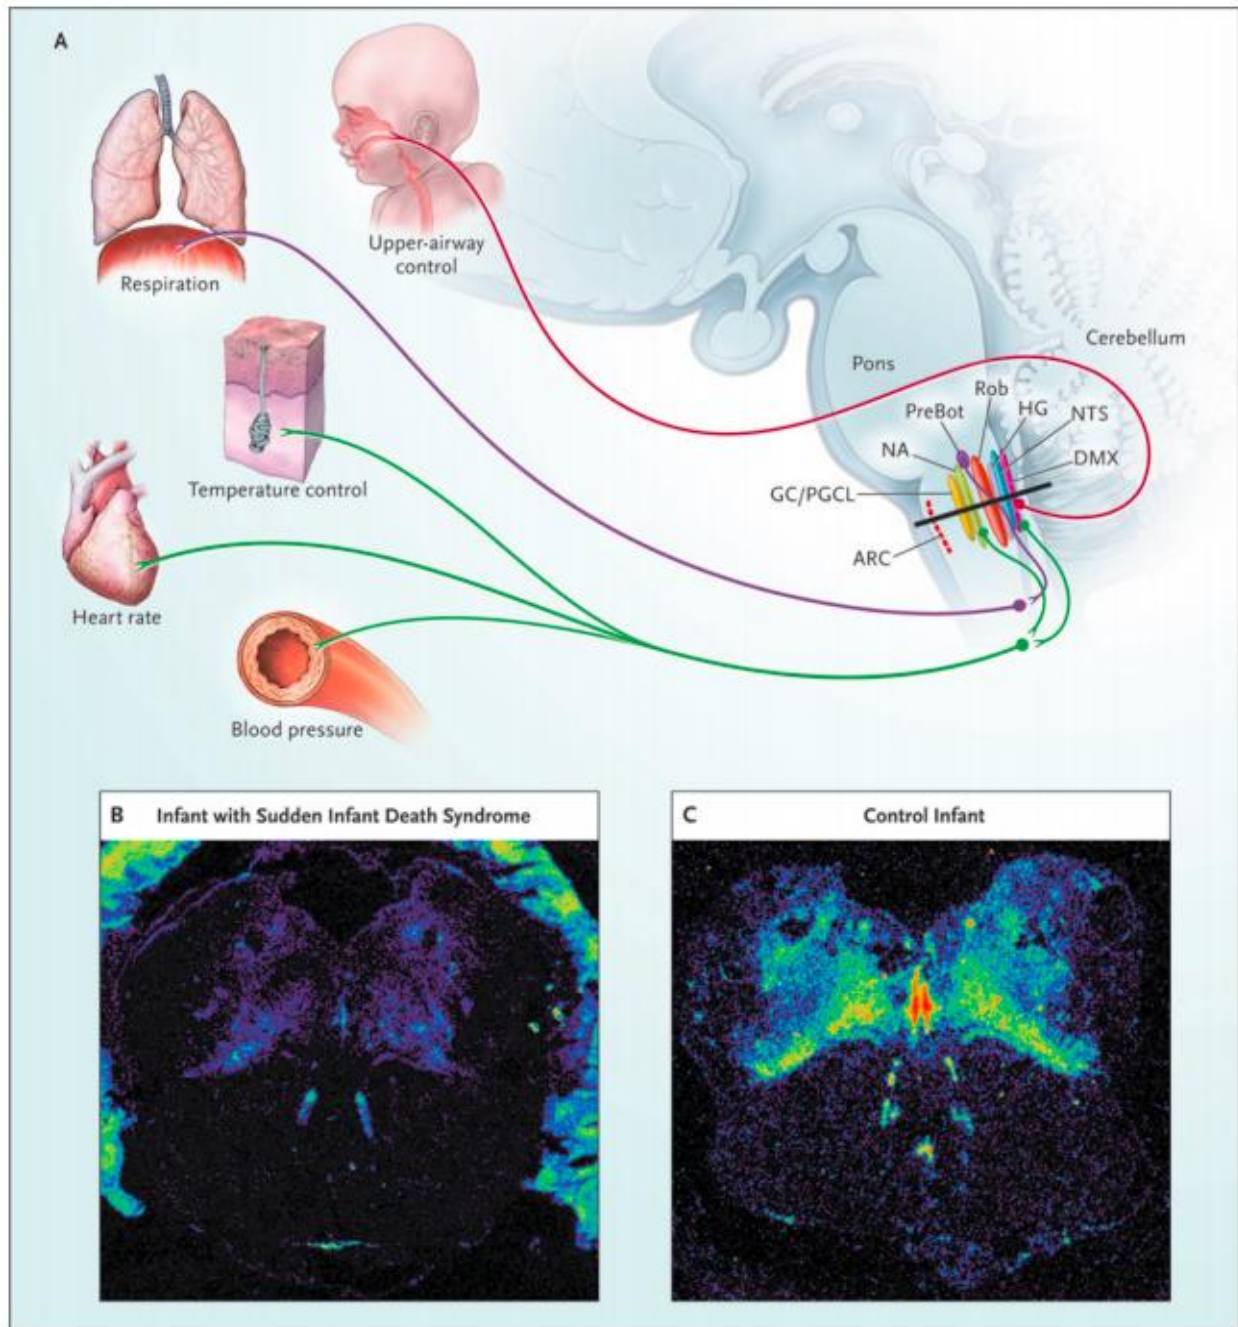 A
Upper-airway
control
Respiration
Cerebellum
Pons
Rob
PreBot
HG
NTS
NA
DMX
GC/PGCL
Temperature control
ARC
Heart rate
Blood pressure
B Infant with Sudden Infant Death Syndrome
C Control Infant